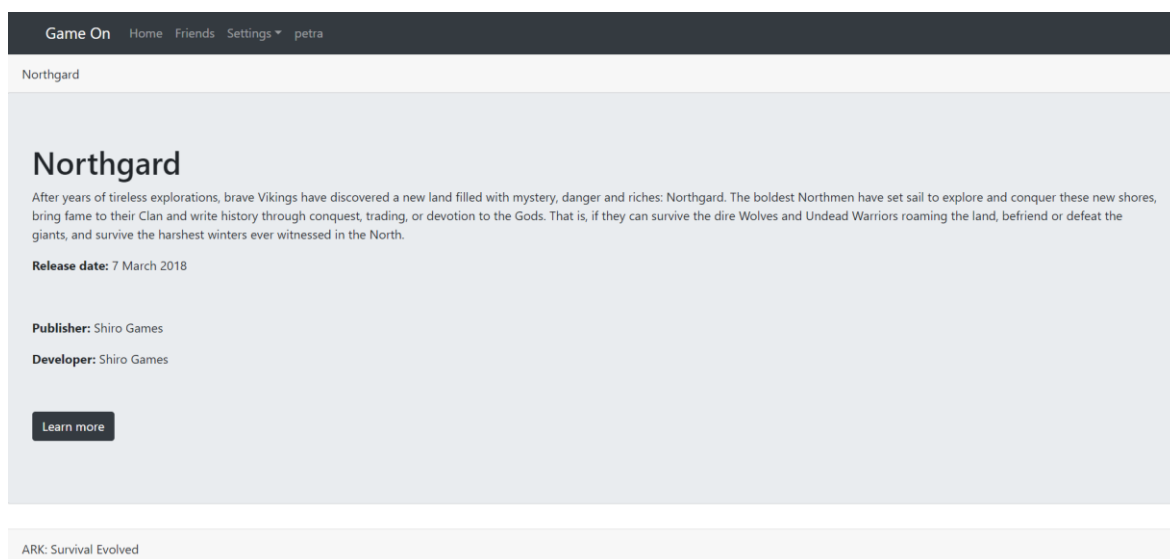 Game On Home Friends Settings petra
Northgard
Northgard
After years of tireless explorations, brave Vikings have discovered a new land filled with mystery, danger and riches: Northgard. The boldest Northmen have set sail to explore and conquer these new shores,
bring fame to their Clan and write history through conquest, trading, or devotion to the Gods. That is, if they can survive the dire Wolves and Undead Warriors roaming the land, befriend or defeat the
giants, and survive the harshest winters ever witnessed in the North.
Release date: 7 March 2018
Publisher: Shiro Games
Developer: Shiro Games
Learn more
ARK: Survival Evolved